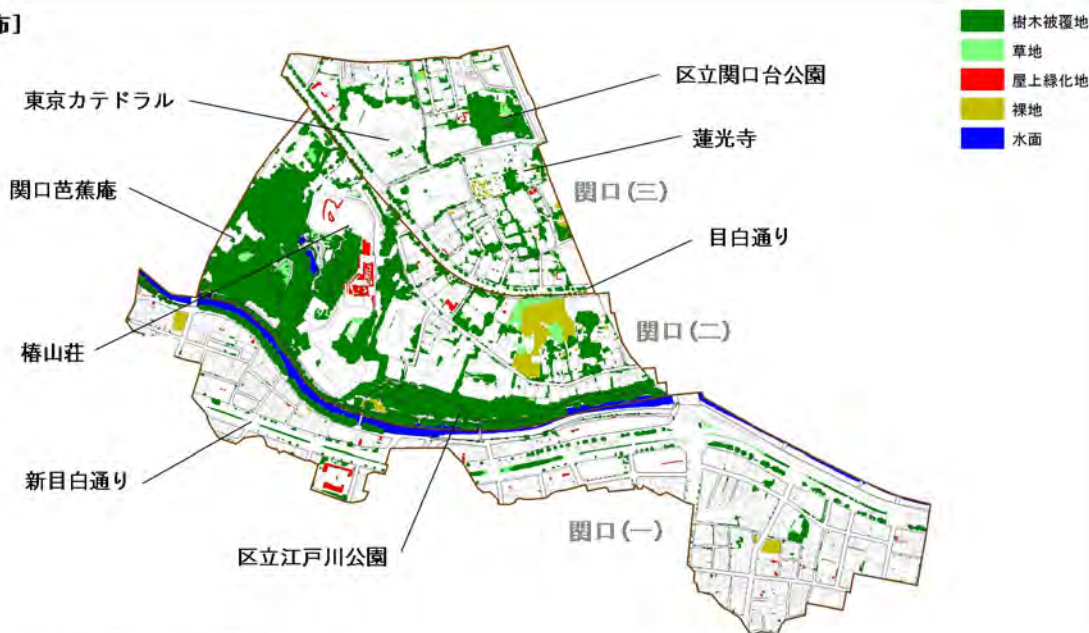 布]
樹木被覆地
草地
屋上緑化地
裸地
水面
区立関口台公園
東京カテドラル
蓮光寺
関口芭蕉庵
関口(三)
目白通り
関口(二)
椿山荘
新目白通り
関口(一)
区立江戸川公園